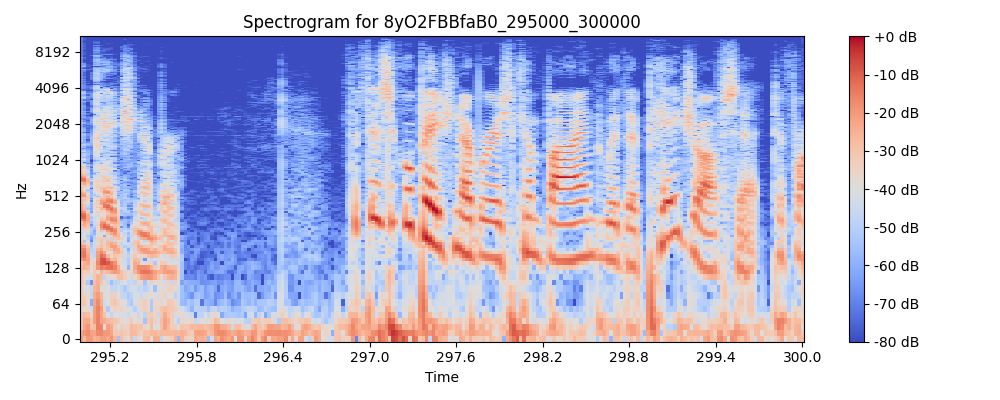 Spectrogram for 8yO2FBBfaB0_295000_300000
Hz
8192
4096
2048
1024
512
256
128
64
0
295.2 295.8 296.4 297.0 297.6 298.2 298.8 299.4 300.0
Time
+0 dB
-10 dB
-20 dB
-30 dB
-40 dB
-50 dB
-60 dB
-70 dB
-80 dB